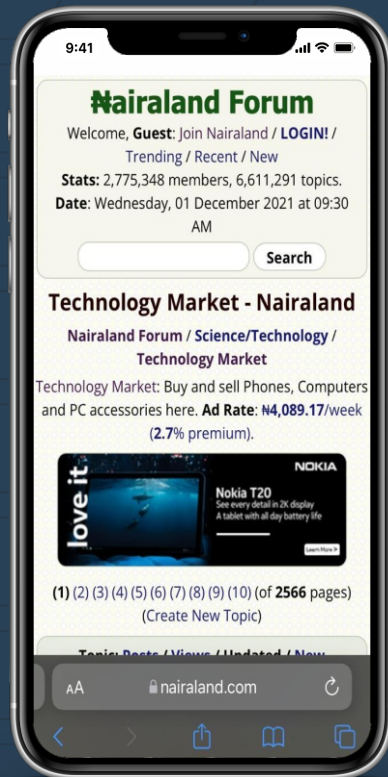 9:41
₦airaland Forum
Welcome, Guest: Join Nairaland / LOGIN! /
Trending / Recent / New
Stats: 2,775,348 members, 6,611,291 topics.
Date: Wednesday, 01 December 2021 at 09:30
AM
Search
Technology Market - Nairaland
Nairaland Forum / Science/Technology /
Technology Market
Technology Market: Buy and sell Phones, Computers
and PC accessories here. Ad Rate: ₦4,089.17/week
(2.7% premium).
love it.
NOKIA
Nokia T20
See every detail in 2K display
A tablet with all day battery life
Learn More >
(1) (2) (3) (4) (5) (6) (7) (8) (9) (10) (of 2566 pages)
(Create New Topic)
Topic: Posts / Views / Updated / New
AA nairaland.com